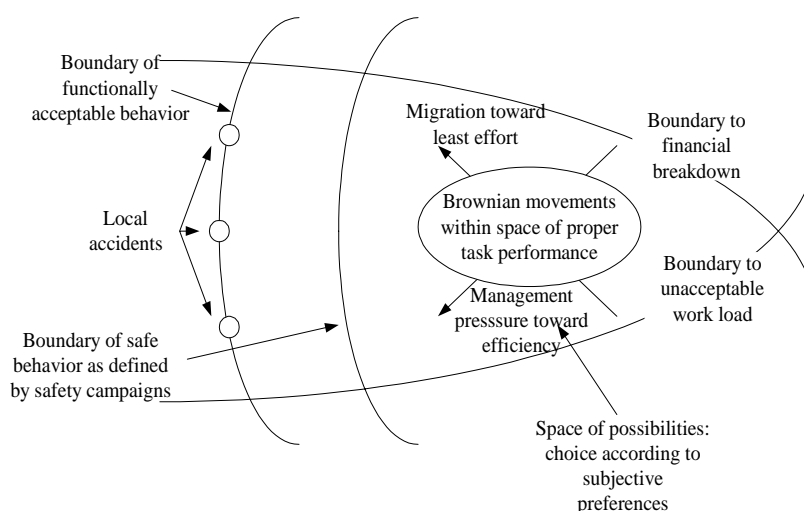 Boundary of
functionally
acceptable behavior
Migration toward
least effort
Boundary to
financial
breakdown
Brownian movements
within space of proper
task performance
Local
accidents
Boundary to
unacceptable
work load
Management
presssure toward
efficiency
Boundary of safe
behavior as defined
by safety campaigns
Space of possibilities:
choice according to
subjective
preferences